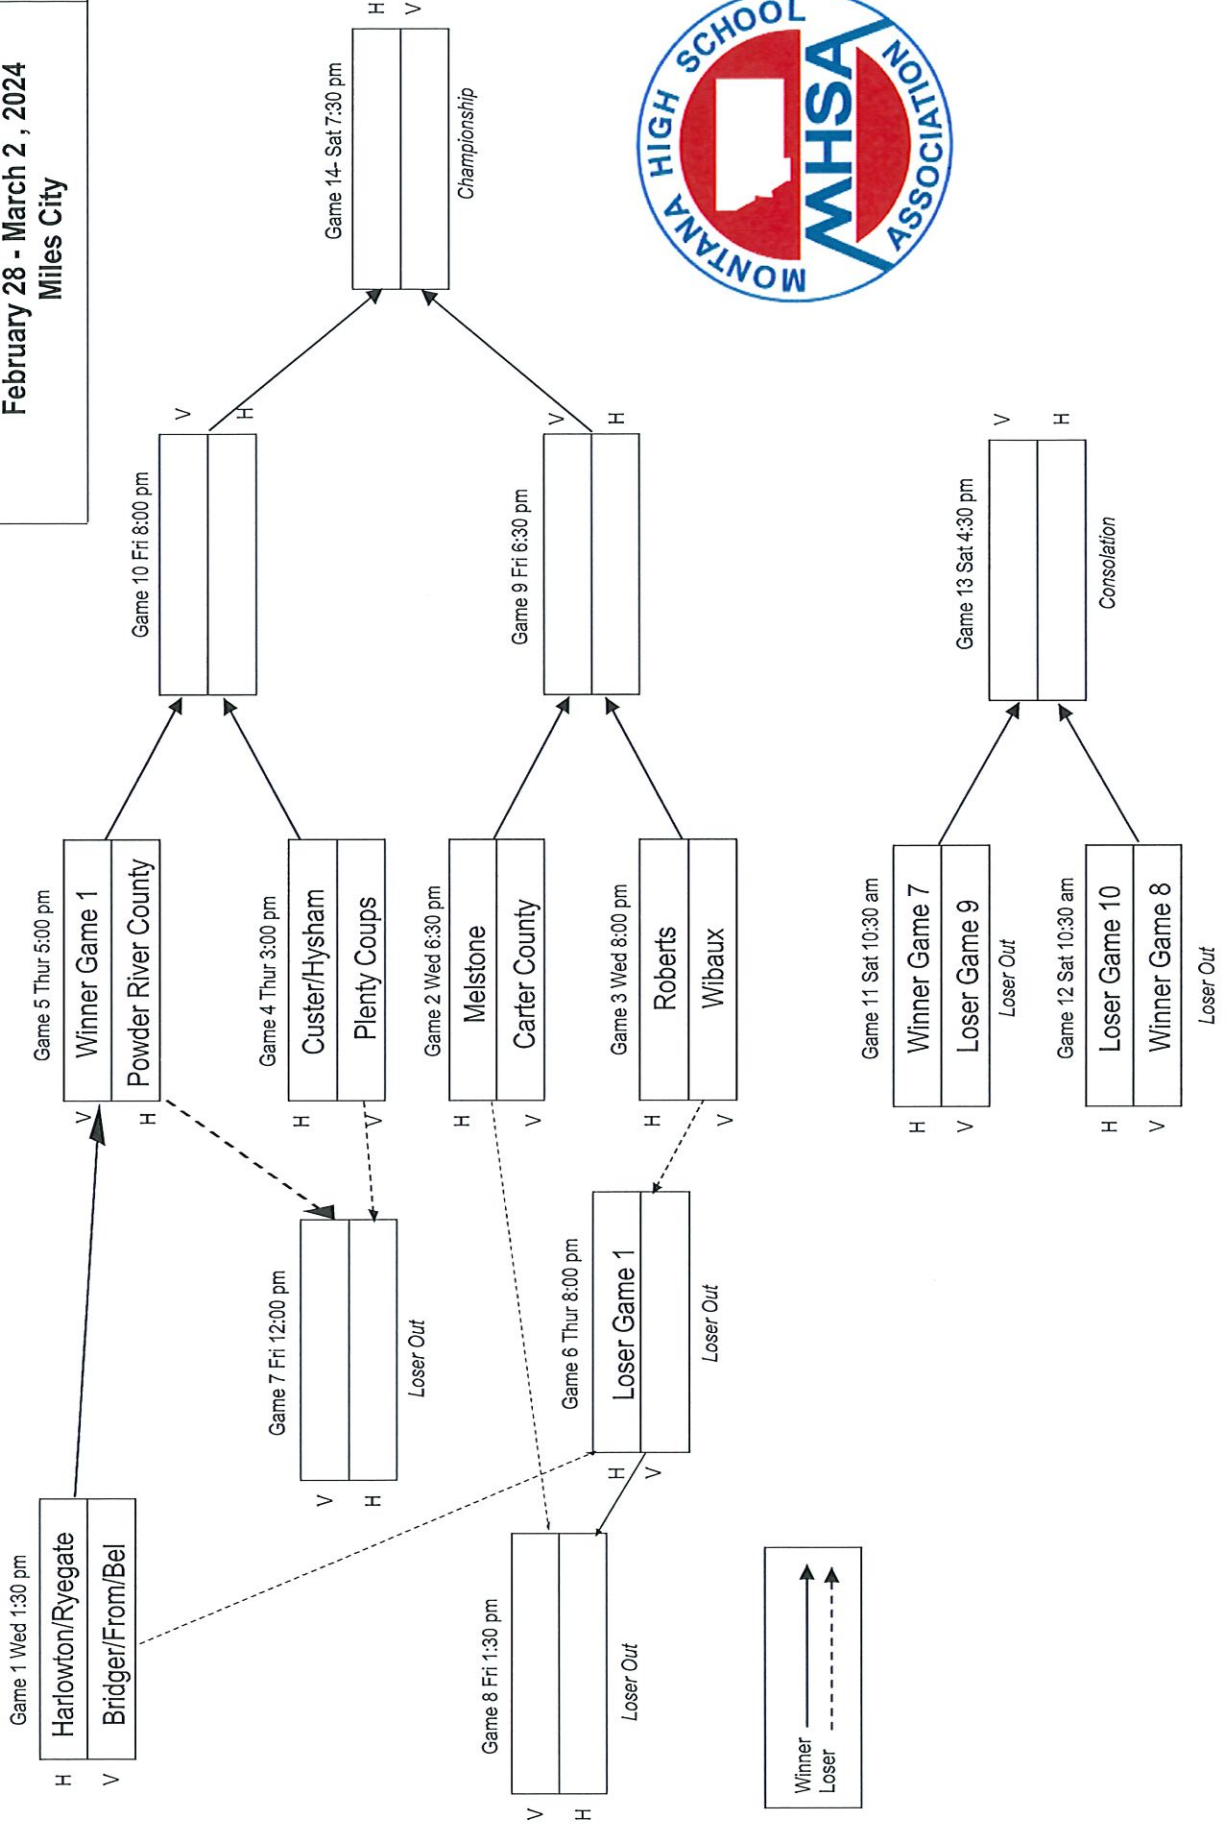 February 28 - March 2 , 2024
Miles City
Game 1 Wed 1:30 pm
H Harlowton/Ryegate
V Bridger/From/Bel
Game 5 Thur 5:00 pm
V Winner Game 1
H Powder River County
Game 10 Fri 8:00 pm
V
H
Game 7 Fri 12:00 pm
V
H
Loser Out
Game 4 Thur 3:00 pm
H Custer/Hysham
V Plenty Coups
Game 14- Sat 7:30 pm
H
V
Championship
Game 2 Wed 6:30 pm
H Melstone
V Carter County
Game 9 Fri 6:30 pm
V
H
Game 8 Fri 1:30 pm
V
H
Loser Out
Game 6 Thur 8:00 pm
H Loser Game 1
V
Loser Out
Game 3 Wed 8:00 pm
H Roberts
V Wibaux
MONTANA HIGH SCHOOL
MHSA
ASSOCIATION
Winner
Loser
Game 11 Sat 10:30 am
H Winner Game 7
V Loser Game 9
Loser Out
Game 13 Sat 4:30 pm
V
H
Consolation
Game 12 Sat 10:30 am
H Loser Game 10
V Winner Game 8
Loser Out